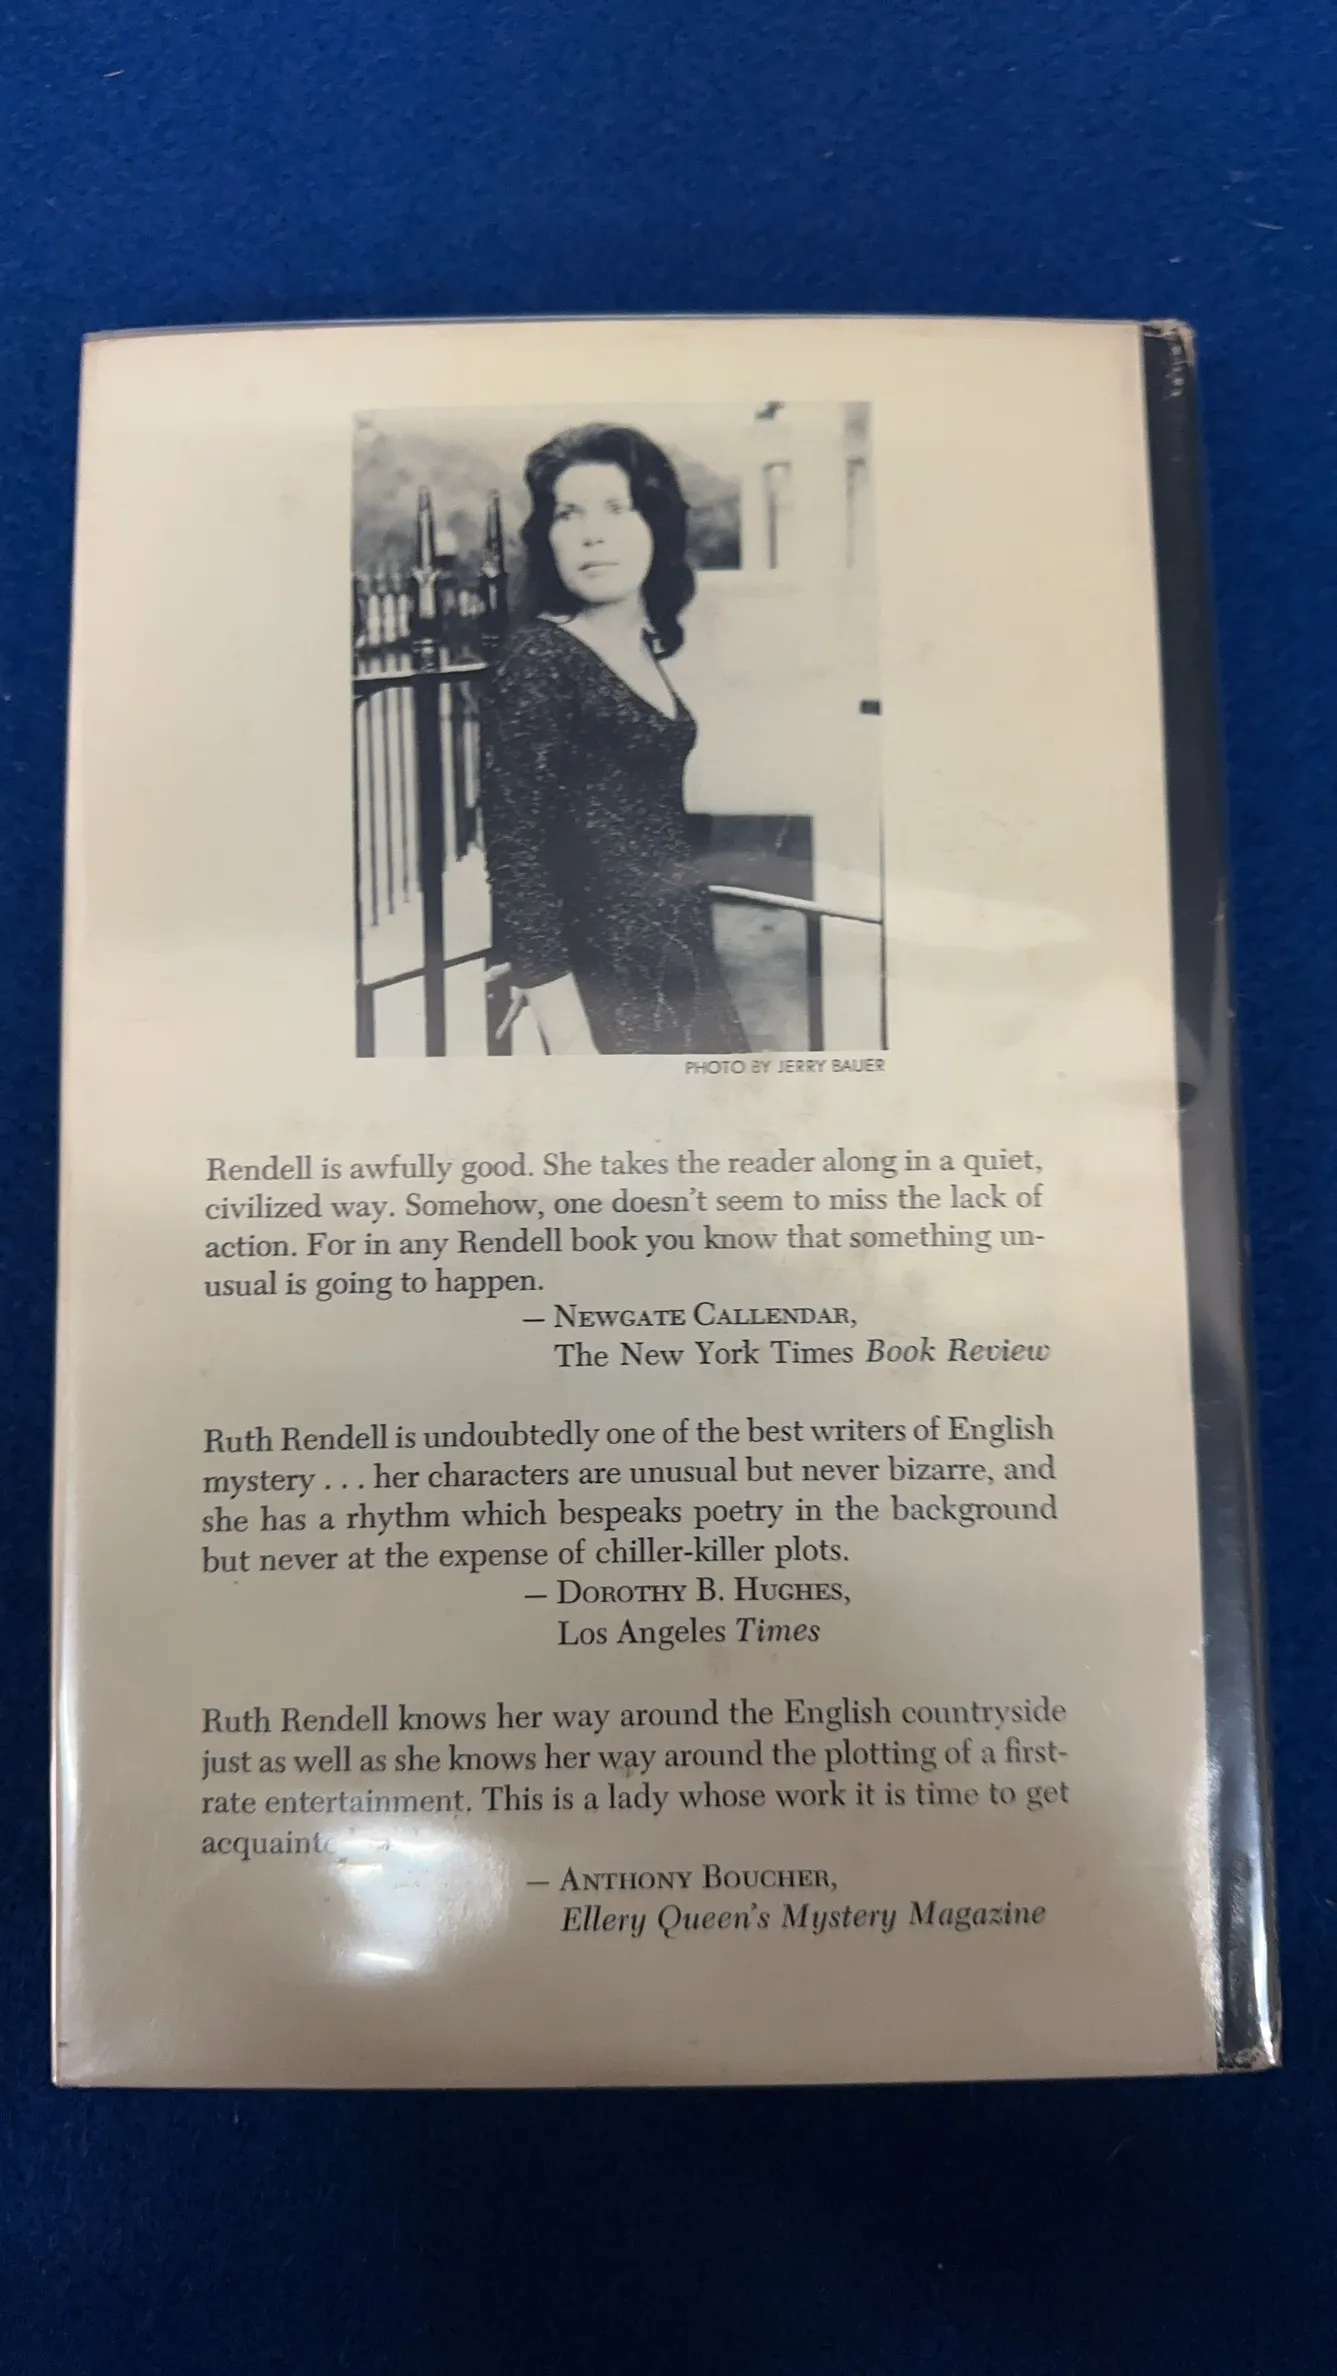 PHOTO BY JERRY BAUER
Rendell is awfully good. She takes the reader along in a quiet,
civilized way. Somehow, one doesn't seem to miss the lack of
action. For in any Rendell book you know that something un-
usual is going to happen.
— NEWGATE CALLENDAR,
The New York Times Book Review
Ruth Rendell is undoubtedly one of the best writers of English
mystery . . . her characters are unusual but never bizarre, and
she has a rhythm which bespeaks poetry in the background
but never at the expense of chiller-killer plots.
— DOROTHY B. HUGHES,
Los Angeles Times
Ruth Rendell knows her way around the English countryside
just as well as she knows her way around the plotting of a first-
rate entertainment. This is a lady whose work it is time to get
— ANTHONY BOUCHER,
Ellery Queen's Mystery Magazine